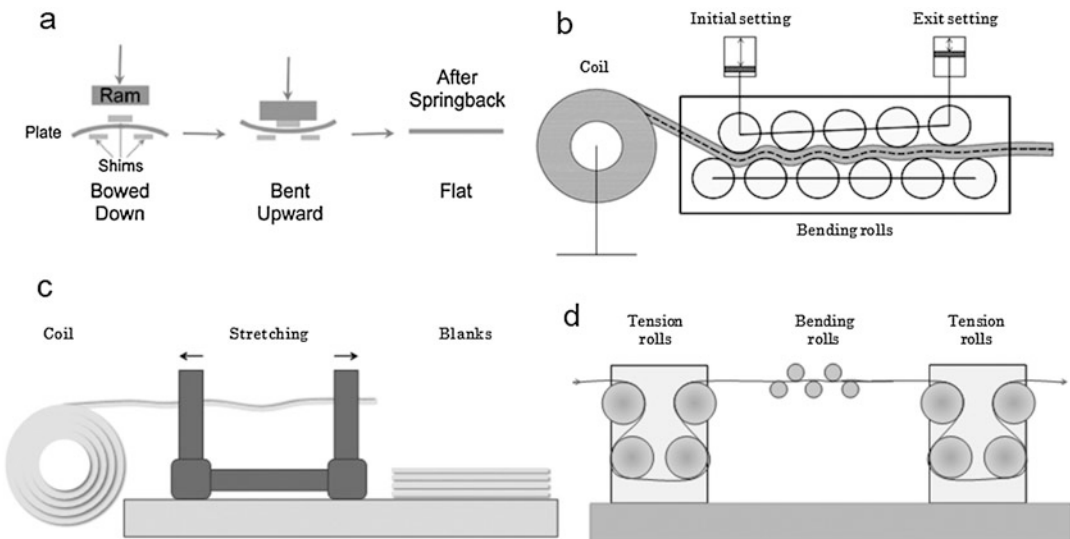 a
Ram
Plate
Shims
Bowed
Down
Bent
Upward
After
Springback
Flat
b
Initial setting
Exit setting
Coil
Bending rolls
c
Coil
Stretching
Blanks
d
Tension
rolls
Bending
rolls
Tension
rolls